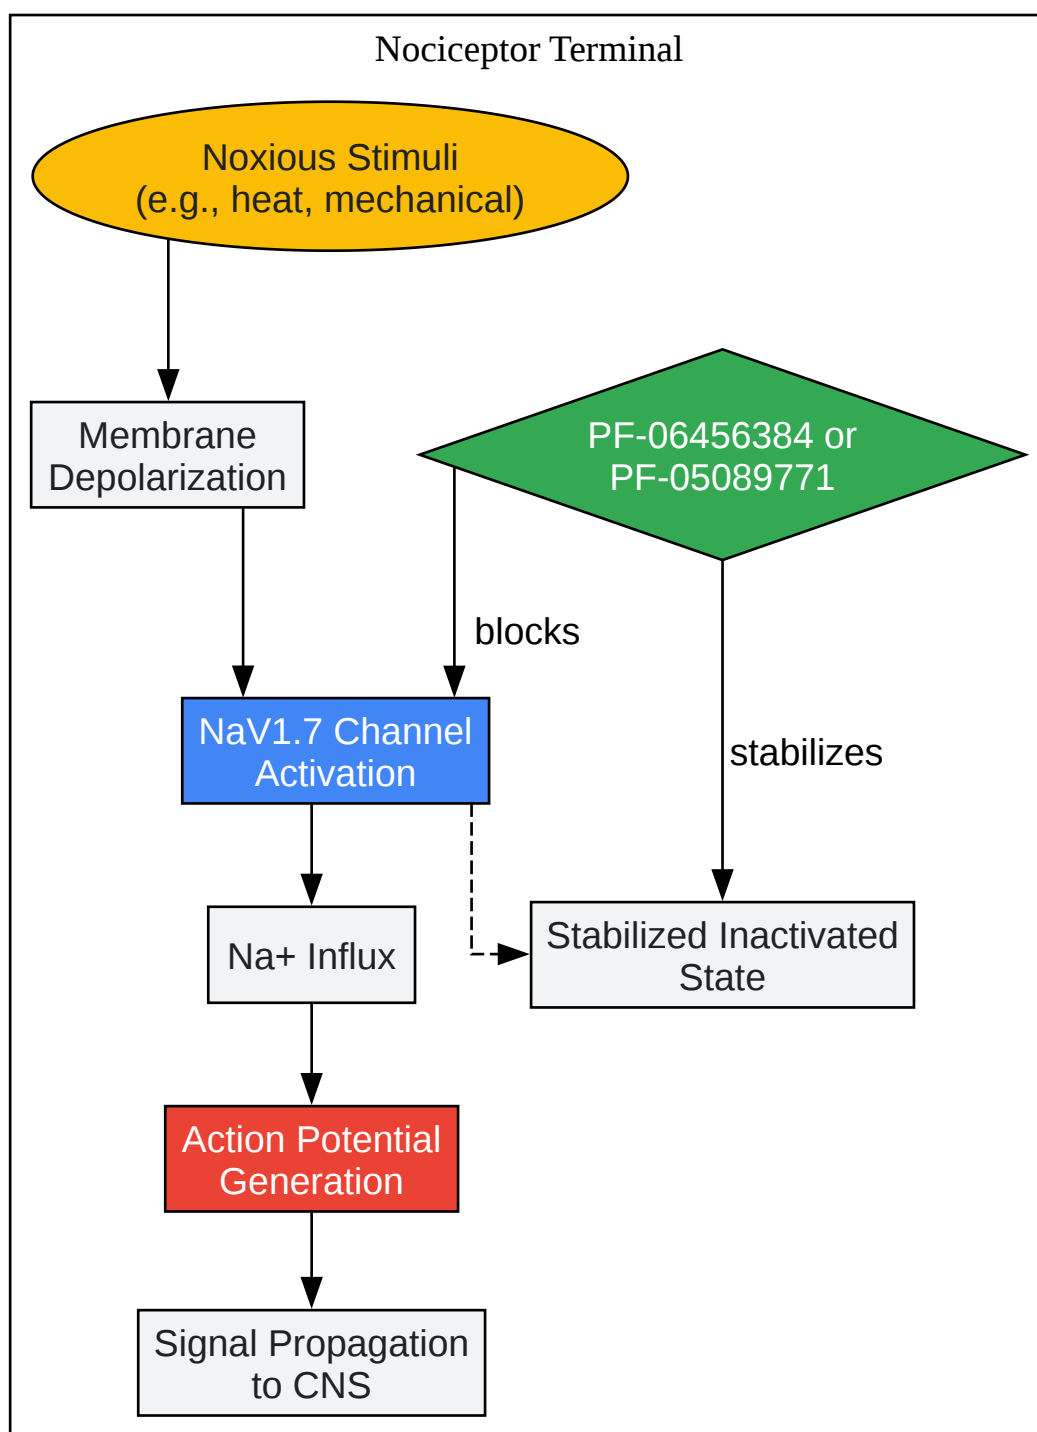 Nociceptor Terminal
Noxious Stimuli
(e.g., heat, mechanical)
Membrane
Depolarization
PF-06456384 or
PF-05089771
blocks
NaV1.7 Channel
Activation
stabilizes
Na+ Influx
Stabilized Inactivated
State
Action Potential
Generation
Signal Propagation
to CNS